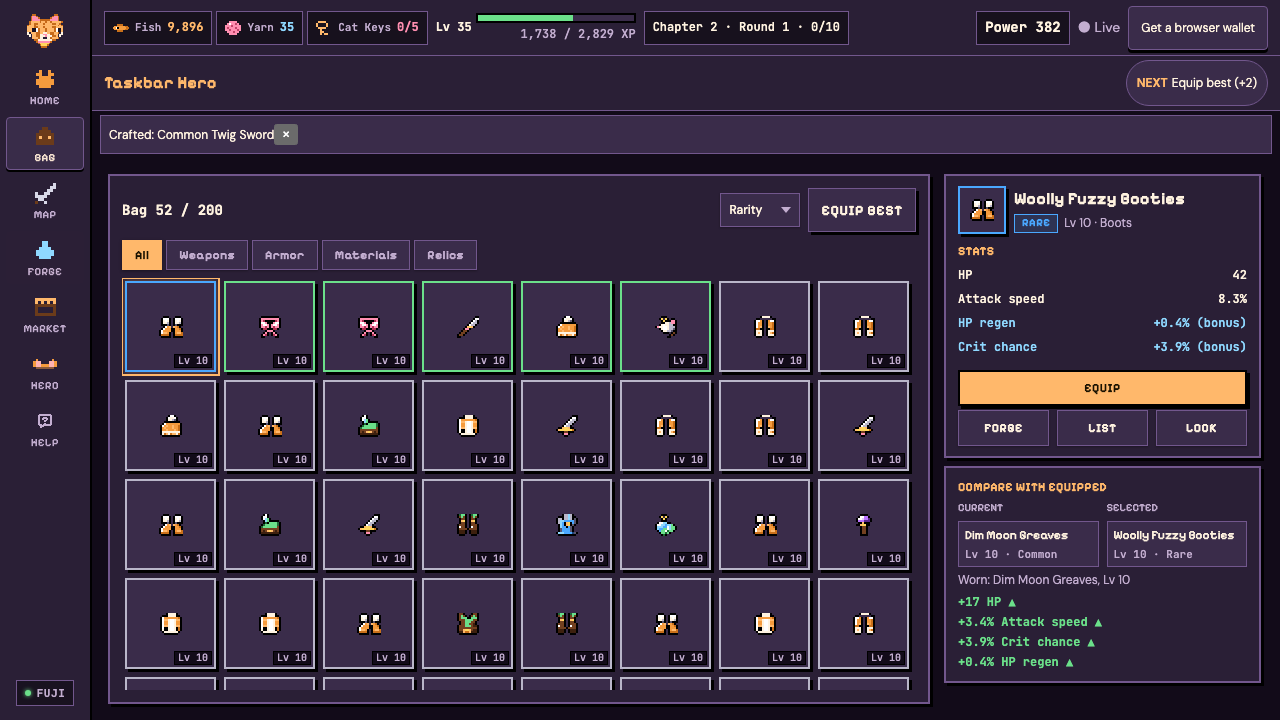 Fish 9,896
Yarn 35
Cat Keys 0/5
Lv 35
1,738 / 2,829 XP
Chapter 2 · Round 1 · 0/10
Power 382
Live
Get a browser wallet
HOME
BAG
MAP
FORGE
MARKET
HERO
HELP
FUJI
Taskbar Hero
NEXT Equip best (+2)
Crafted: Common Twig Sword ×
Bag 52 / 200
Rarity
EQUIP BEST
All
Weapons
Armor
Materials
Relics
Lv 10 Lv 10 Lv 10 Lv 10 Lv 10 Lv 10 Lv 10 Lv 10
Lv 10 Lv 10 Lv 10 Lv 10 Lv 10 Lv 10 Lv 10 Lv 10
Lv 10 Lv 10 Lv 10 Lv 10 Lv 10 Lv 10 Lv 10 Lv 10
Lv 10 Lv 10 Lv 10 Lv 10 Lv 10 Lv 10 Lv 10 Lv 10
Woolly Fuzzy Booties
RARE Lv 10 · Boots
STATS
HP 42
Attack speed 8.3%
HP regen +0.4% (bonus)
Crit chance +3.9% (bonus)
EQUIP
FORGE
LIST
LOOK
COMPARE WITH EQUIPPED
CURRENT
Dim Moon Greaves
Lv 10 · Common
SELECTED
Woolly Fuzzy Booties
Lv 10 · Rare
Worn: Dim Moon Greaves, Lv 10
+17 HP ▲
+3.4% Attack speed ▲
+3.9% Crit chance ▲
+0.4% HP regen ▲